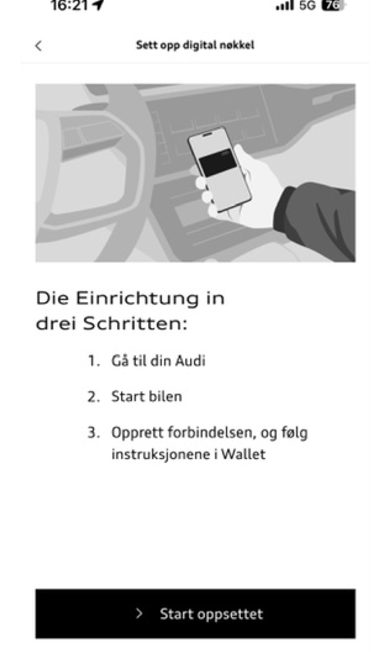 16:21
5G 76
Sett opp digital nøkkel
Die Einrichtung in
drei Schritten:
1. Gå til din Audi
2. Start bilen
3. Opprett forbindelsen, og følg
instruksjonene i Wallet
Start oppsettet